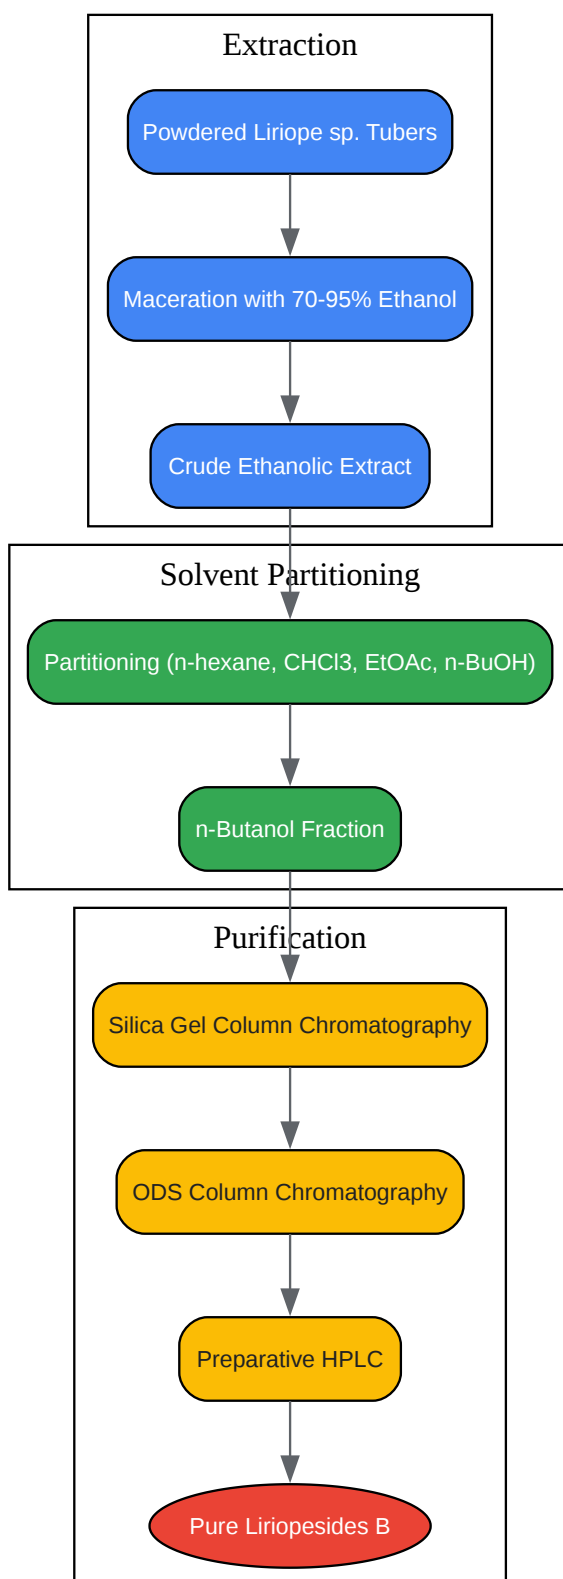 Extraction
Powdered Liriope sp. Tubers
Maceration with 70-95% Ethanol
Crude Ethanolic Extract
Solvent Partitioning
Partitioning (n-hexane, CHCl3, EtOAc, n-BuOH)
n-Butanol Fraction
Purification
Silica Gel Column Chromatography
ODS Column Chromatography
Preparative HPLC
Pure Liriopesides B